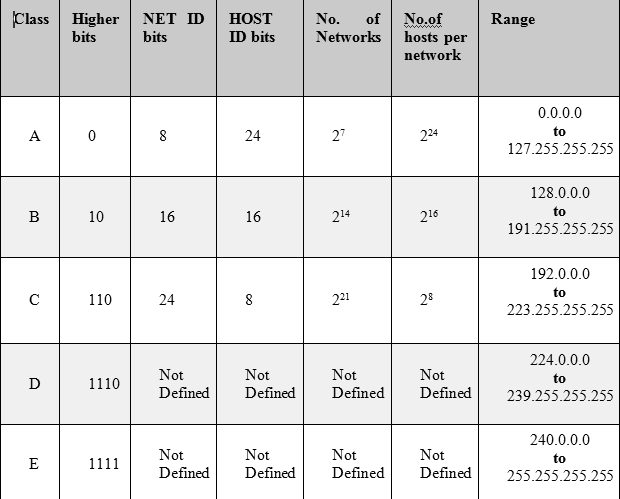 Class Higher bits NET ID bits HOST ID bits No. of Networks No.of hosts per network Range
A 0 8 24 2⁷ 2²⁴ 0.0.0.0 to 127.255.255.255
B 10 16 16 2¹⁴ 2¹⁶ 128.0.0.0 to 191.255.255.255
C 110 24 8 2²¹ 2⁸ 192.0.0.0 to 223.255.255.255
D 1110 Not Defined Not Defined Not Defined Not Defined 224.0.0.0 to 239.255.255.255
E 1111 Not Defined Not Defined Not Defined Not Defined 240.0.0.0 to 255.255.255.255